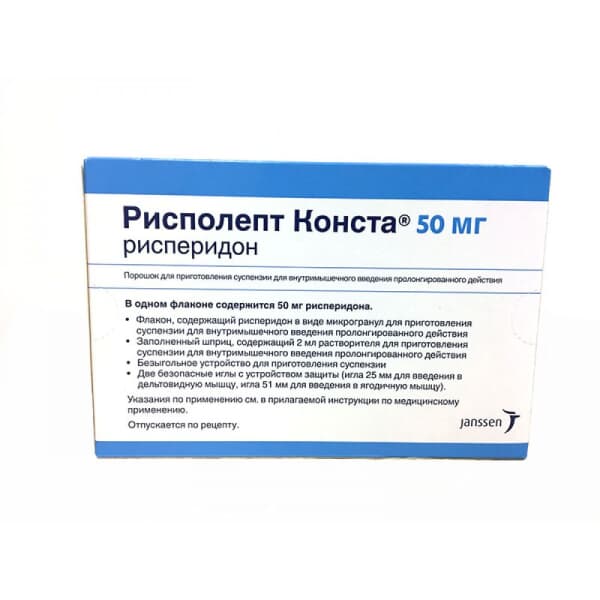 Рисполепт Конста® 50 мг
рисперидон
Порошок для приготовления суспензии для внутримышечного введения пролонгированного действия
В одном флаконе содержится 50 мг рисперидона.
• Флакон, содержащий рисперидон в виде микрогранул для приготовления
суспензии для внутримышечного введения пролонгированного действия
• Заполненный шприц, содержащий 2 мл растворителя для приготовления
суспензии для внутримышечного введения пролонгированного действия
• Безыгольное устройство для приготовления суспензии
• Две безопасные иглы с устройством защиты (игла 25 мм для введения в
дельтовидную мышцу, игла 51 мм для введения в ягодичную мышцу).
Указания по применению см. в прилагаемой инструкции по медицинскому
применению.
Отпускается по рецепту.
janssen